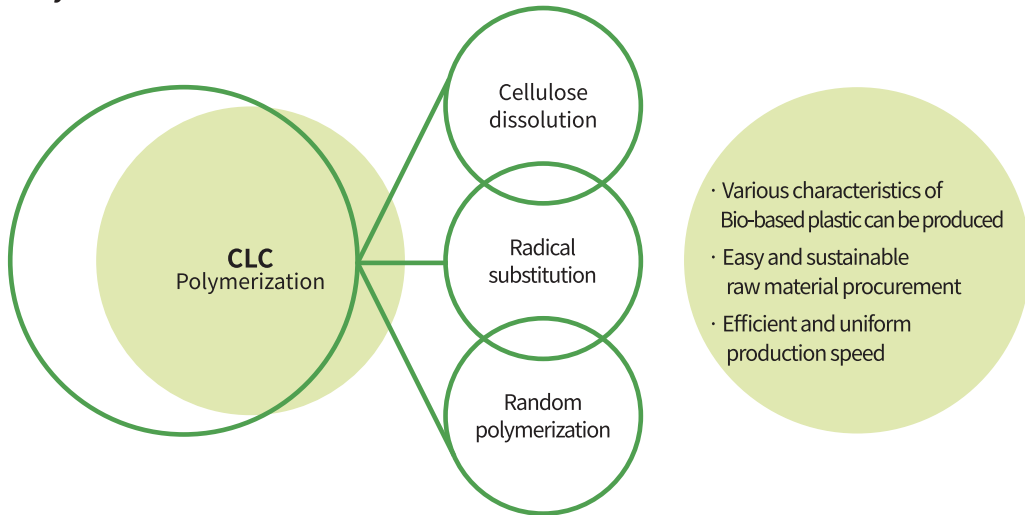 CLC
Polymerization
Cellulose
dissolution
Radical
substitution
Random
polymerization
· Various characteristics of
Bio-based plastic can be produced
· Easy and sustainable
raw material procurement
· Efficient and uniform
production speed